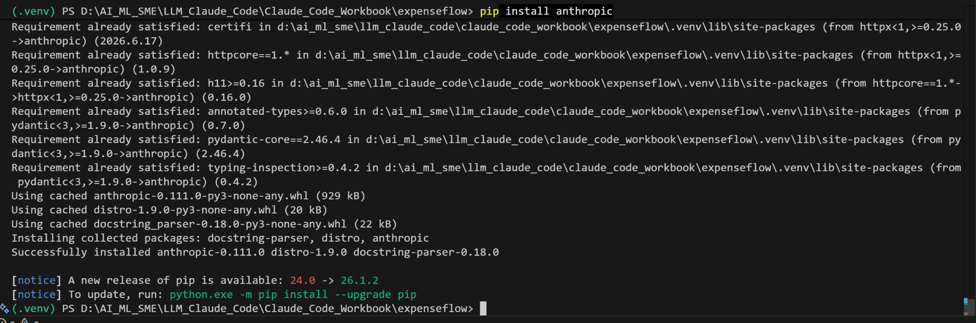 (.venv) PS D:\AI_ML_SME\LLM_Claude_Code\Claude_Code_Workbook\expenseflow> pip install anthropic
Requirement already satisfied: certifi in d:\ai_ml_sme\llm_claude_code\claude_code_workbook\expenseflow\.venv\lib\site-packages (from httpx<1,>=0.25.0
->anthropic) (2026.6.17)
Requirement already satisfied: httpcore==1.* in d:\ai_ml_sme\llm_claude_code\claude_code_workbook\expenseflow\.venv\lib\site-packages (from httpx<1,>=
0.25.0->anthropic) (1.0.9)
Requirement already satisfied: h11>=0.16 in d:\ai_ml_sme\llm_claude_code\claude_code_workbook\expenseflow\.venv\lib\site-packages (from httpcore==1.*-
>httpx<1,>=0.25.0->anthropic) (0.16.0)
Requirement already satisfied: annotated-types>=0.6.0 in d:\ai_ml_sme\llm_claude_code\claude_code_workbook\expenseflow\.venv\lib\site-packages (from p
ydantic<3,>=1.9.0->anthropic) (0.7.0)
Requirement already satisfied: pydantic-core==2.46.4 in d:\ai_ml_sme\llm_claude_code\claude_code_workbook\expenseflow\.venv\lib\site-packages (from py
dantic<3,>=1.9.0->anthropic) (2.46.4)
Requirement already satisfied: typing-inspection>=0.4.2 in d:\ai_ml_sme\llm_claude_code\claude_code_workbook\expenseflow\.venv\lib\site-packages (from
 pydantic<3,>=1.9.0->anthropic) (0.4.2)
Using cached anthropic-0.111.0-py3-none-any.whl (929 kB)
Using cached distro-1.9.0-py3-none-any.whl (20 kB)
Using cached docstring_parser-0.18.0-py3-none-any.whl (22 kB)
Installing collected packages: docstring-parser, distro, anthropic
Successfully installed anthropic-0.111.0 distro-1.9.0 docstring-parser-0.18.0

[notice] A new release of pip is available: 24.0 -> 26.1.2
[notice] To update, run: python.exe -m pip install --upgrade pip
(.venv) PS D:\AI_ML_SME\LLM_Claude_Code\Claude_Code_Workbook\expenseflow>